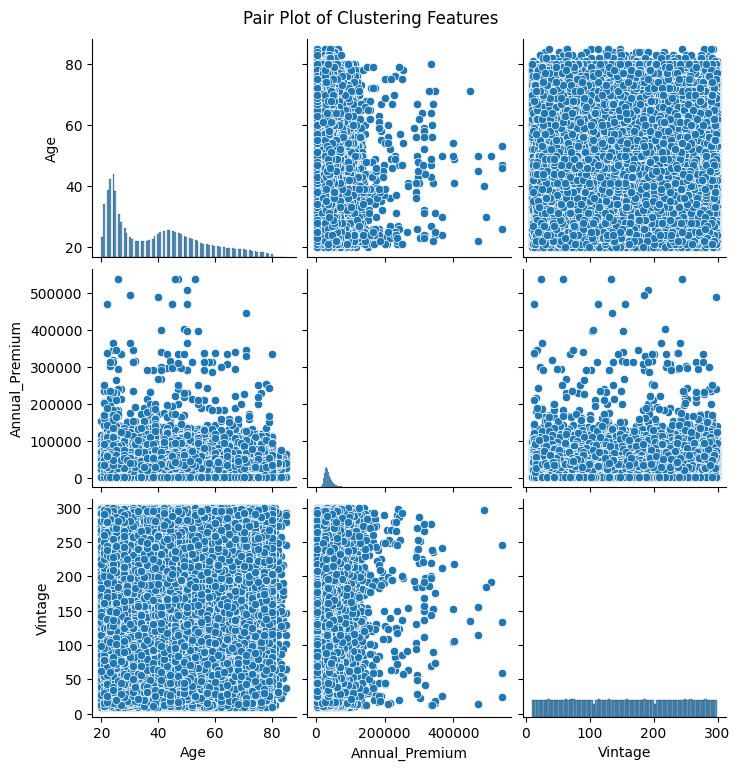 Pair Plot of Clustering Features
Age
80
60
40
20
Annual_Premium
500000
400000
300000
200000
100000
0
Vintage
300
250
200
150
100
50
0
20 40 60 80
0 200000 400000
0 100 200 300
Age Annual_Premium Vintage